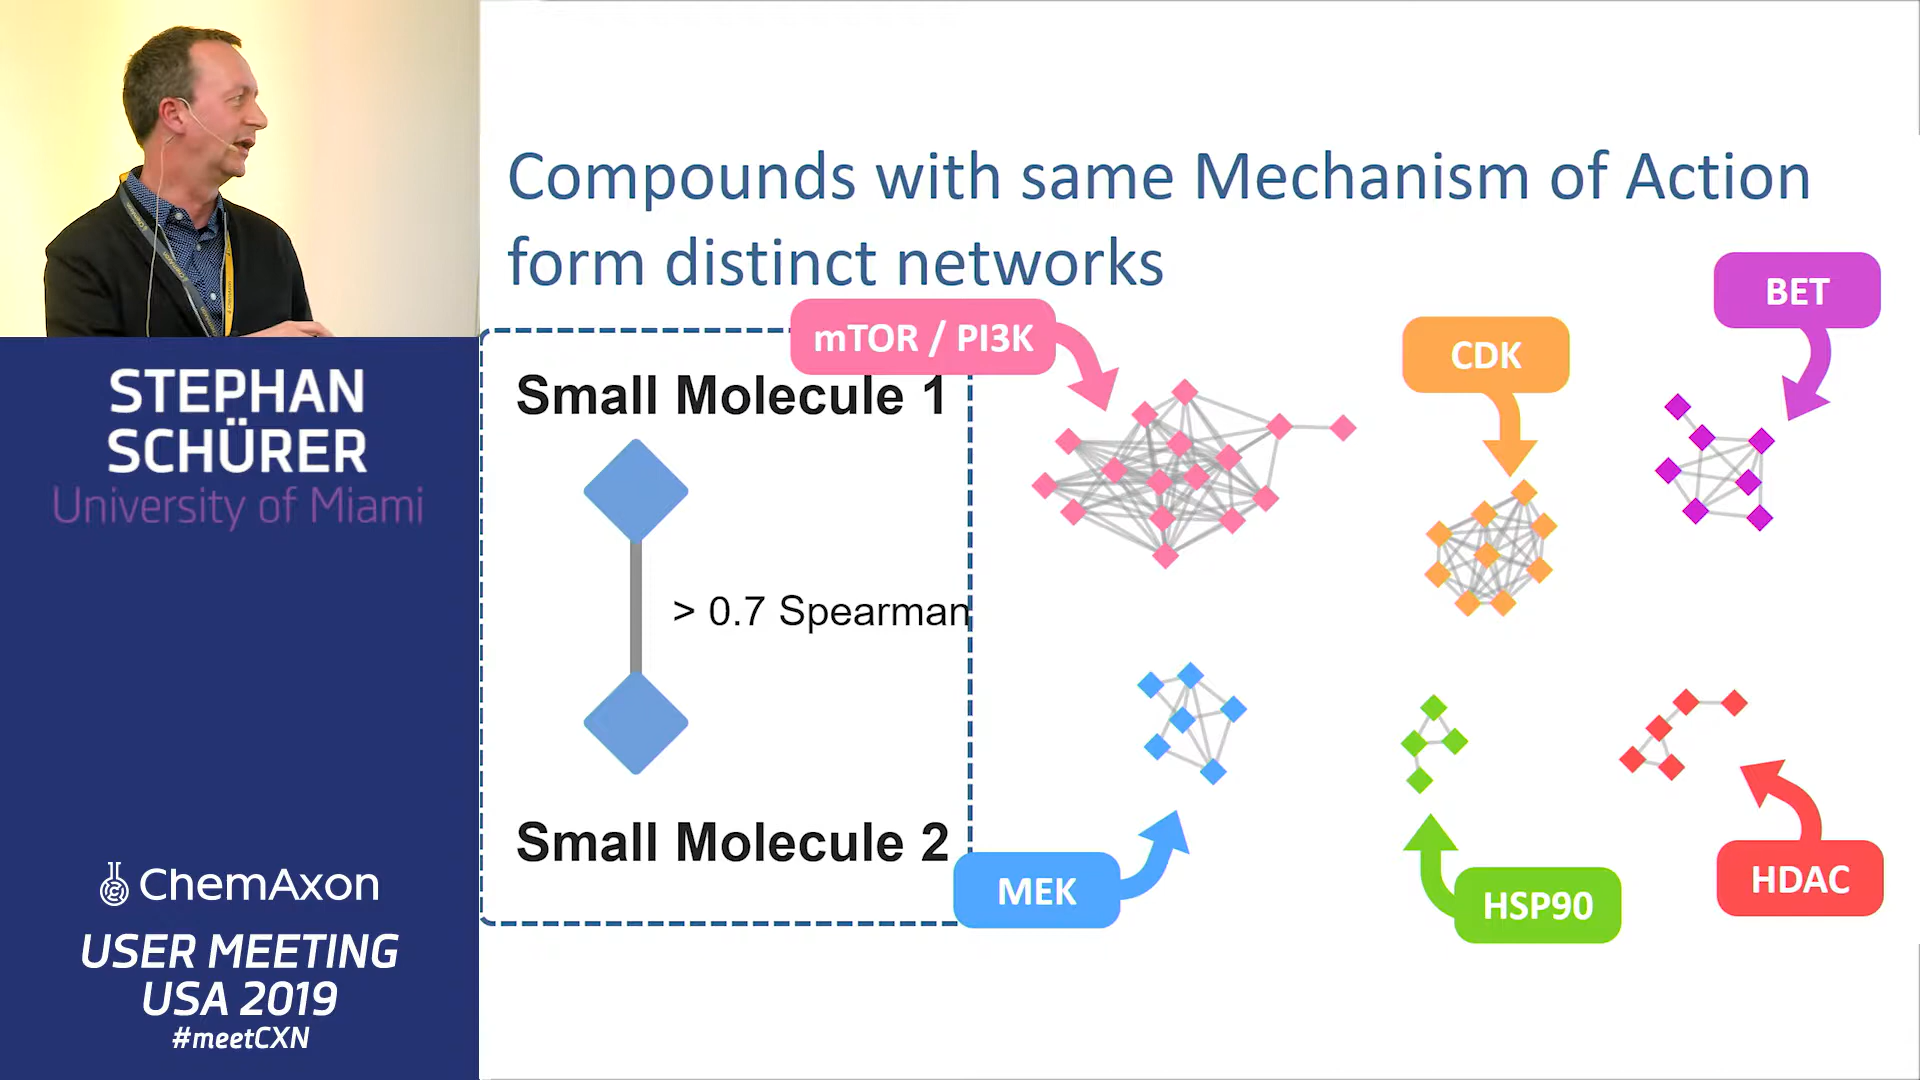 Compounds with same Mechanism of Action
form distinct networks
BET
mTOR / PI3K
CDK
Small Molecule 1
> 0.7 Spearman
Small Molecule 2
MEK
HSP90
HDAC
STEPHAN
SCHÜRER
University of Miami
ChemAxon
USER MEETING
USA 2019
#meetCXN